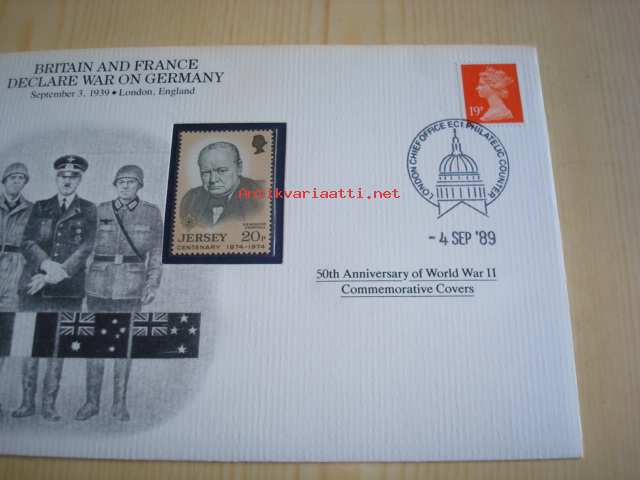 BRITAIN AND FRANCE
DECLARE WAR ON GERMANY
September 3, 1939 • London, England
JERSEY 20p
CENTENARY 1874-1974
19p
LONDON CHIEF OFFICE EC1 PHILATELIC COUNTER
- 4 SEP '89
50th Anniversary of World War II
Commemorative Covers
Antikvariaatti.net